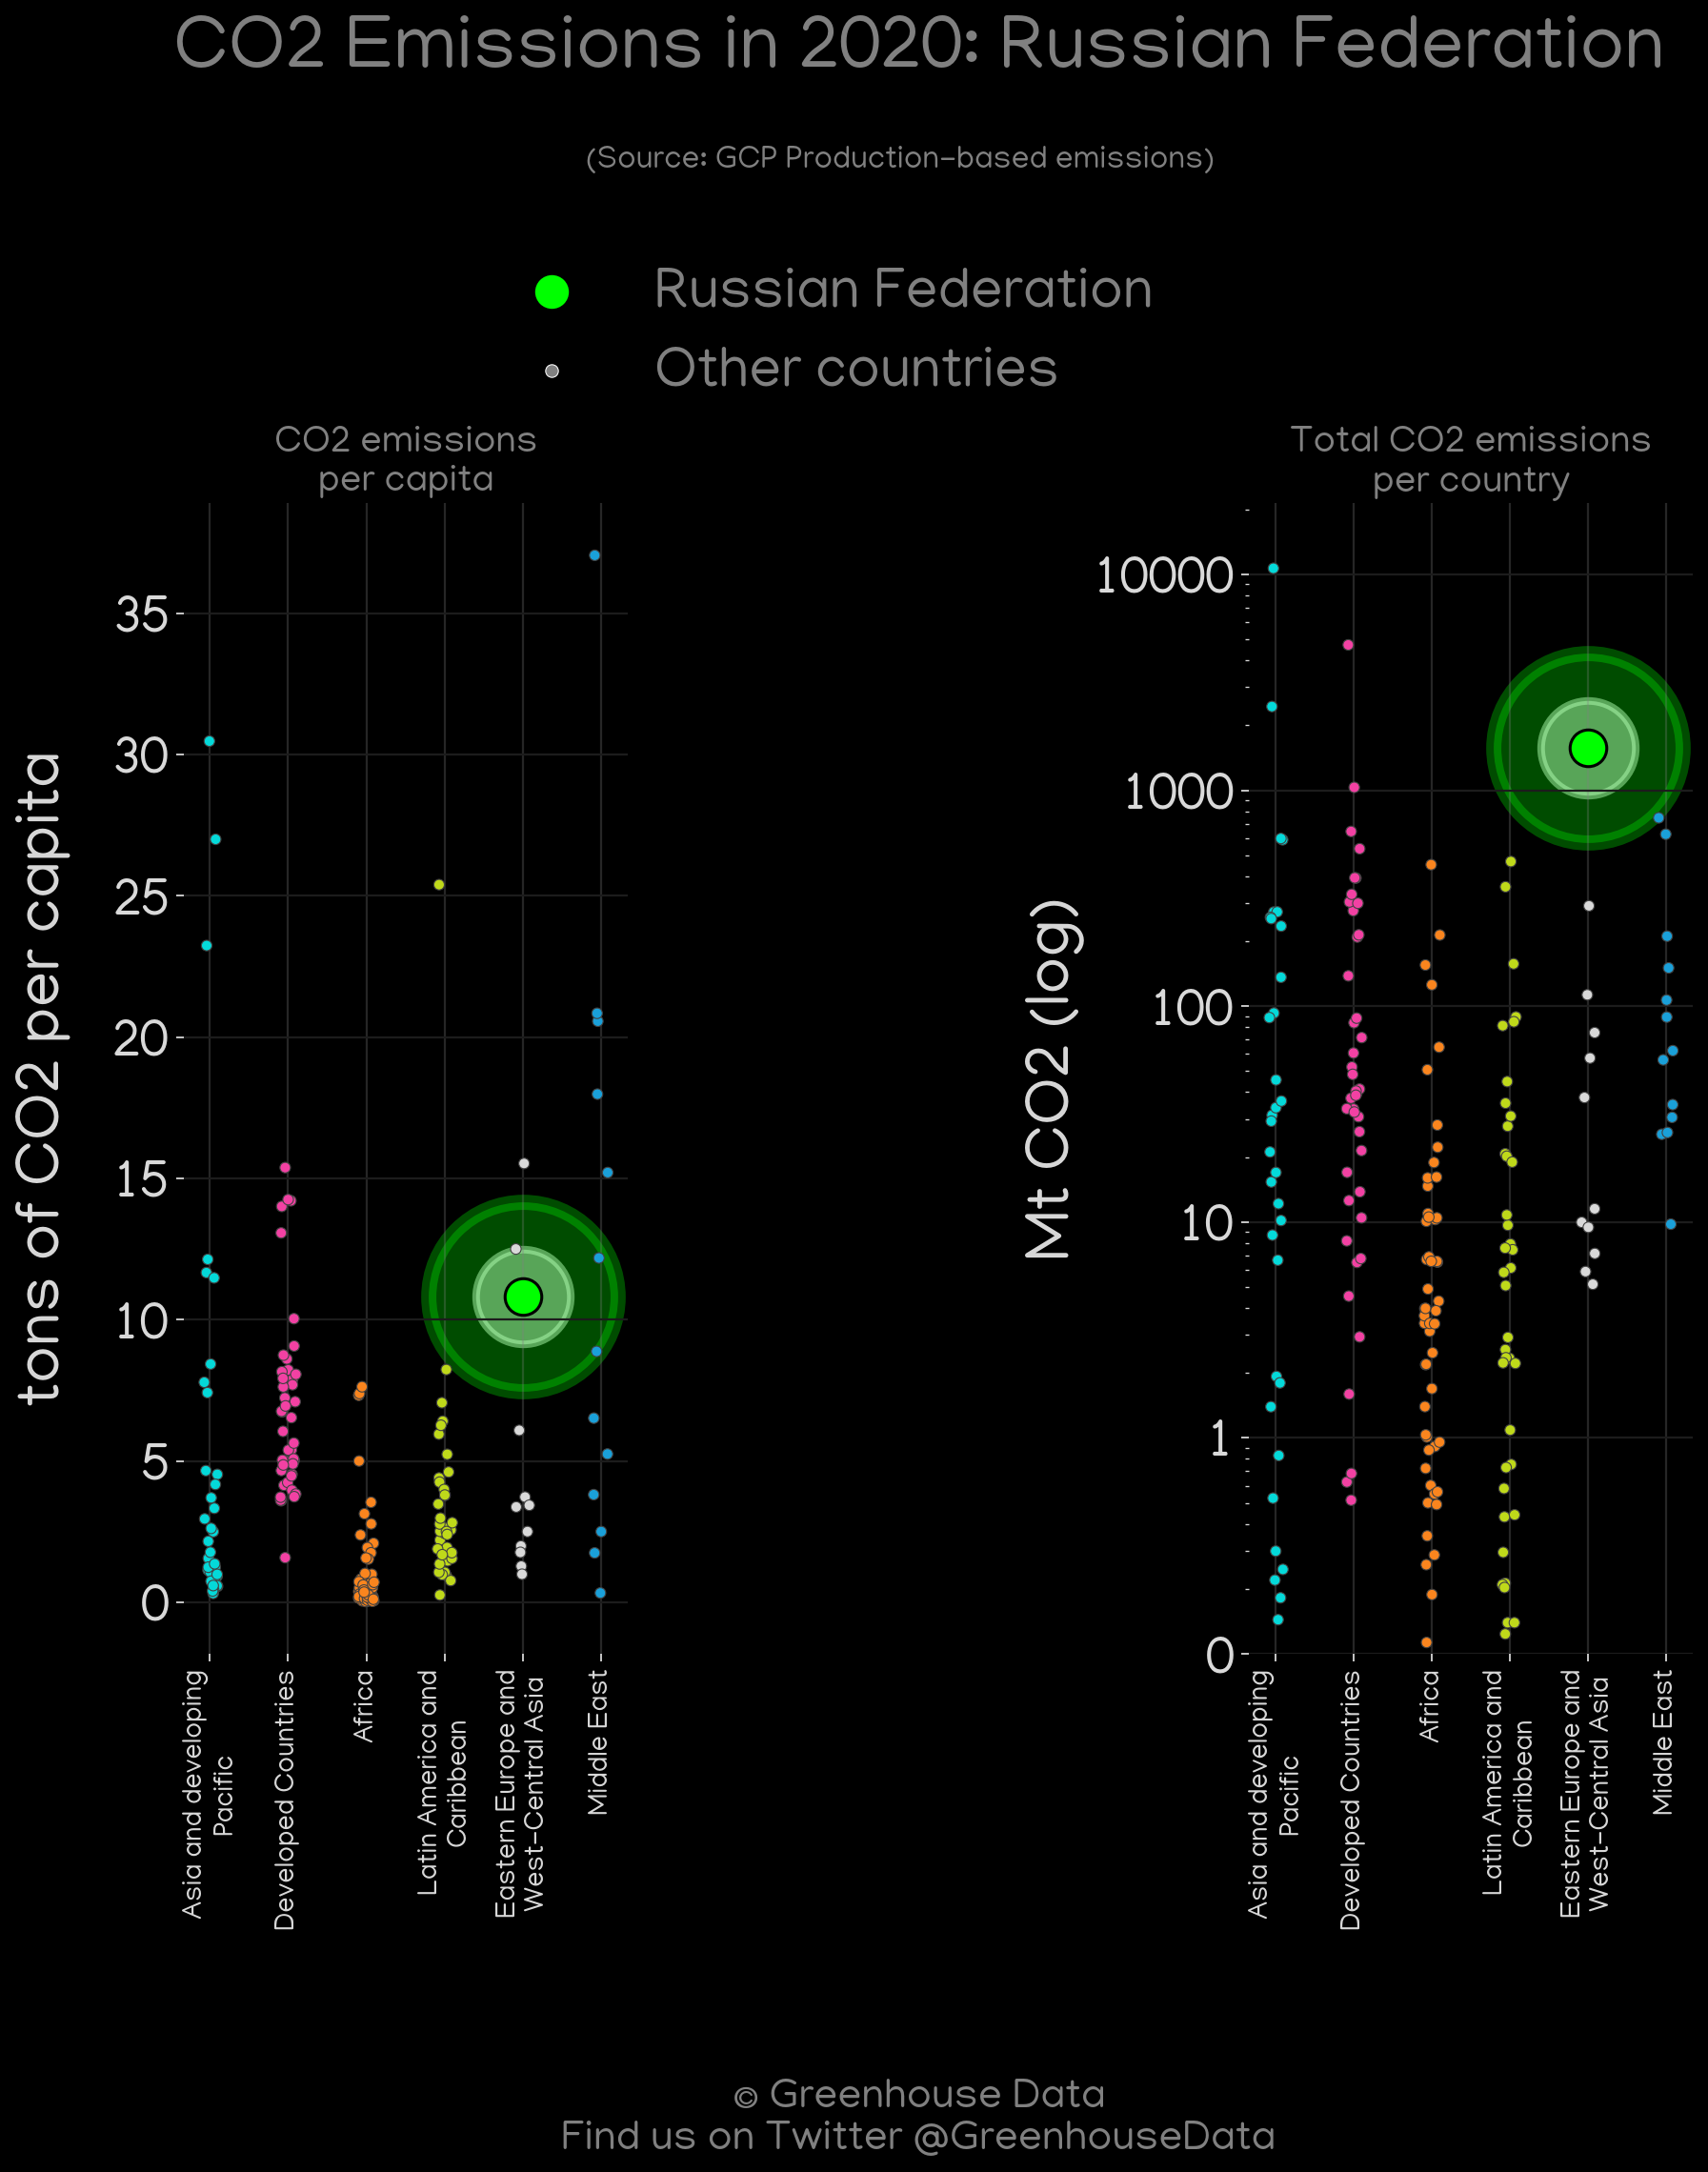 CO2 Emissions in 2020: Russian Federation
(Source: GCP Production-based emissions)
Russian Federation
Other countries
CO2 emissions
per capita
tons of CO2 per capita
35
30
25
20
15
10
5
0
Asia and developing
Pacific
Developed Countries
Africa
Latin America and
Caribbean
Eastern Europe and
West-Central Asia
Middle East
Total CO2 emissions
per country
Mt CO2 (log)
10000
1000
100
10
1
0
Asia and developing
Pacific
Developed Countries
Africa
Latin America and
Caribbean
Eastern Europe and
West-Central Asia
Middle East
© Greenhouse Data
Find us on Twitter @GreenhouseData